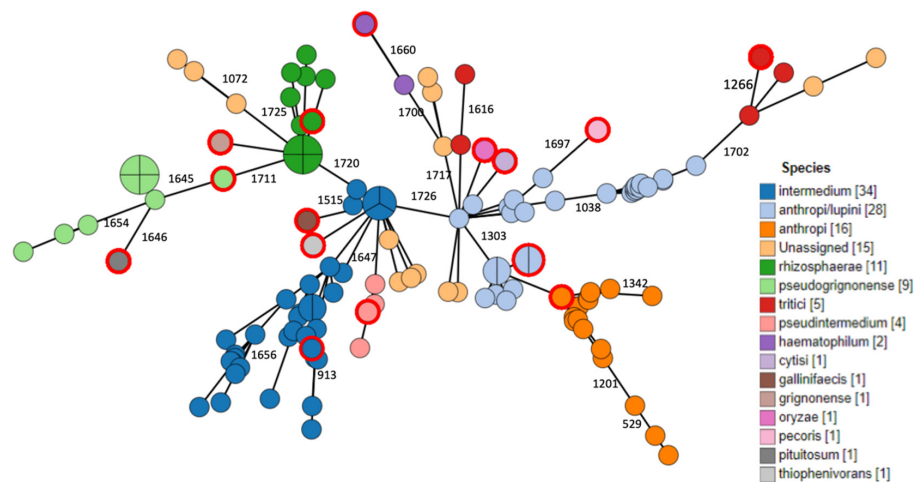 1660
1072
1266
1725
1700
1616
1697
1702
1720
1717
1711
1645
1726
1515
1038
1654
1646
1303
1647
1342
1656
913
1201
529
Species
intermedium [34]
anthropi/lupini [28]
anthropi [16]
Unassigned [15]
rhizosphaerae [11]
pseudogrignonense [9]
tritici [5]
pseudintermedium [4]
haematophilum [2]
cytisi [1]
gallinifaecis [1]
grignonense [1]
oryzae [1]
pecoris [1]
pituitosum [1]
thiophenivorans [1]